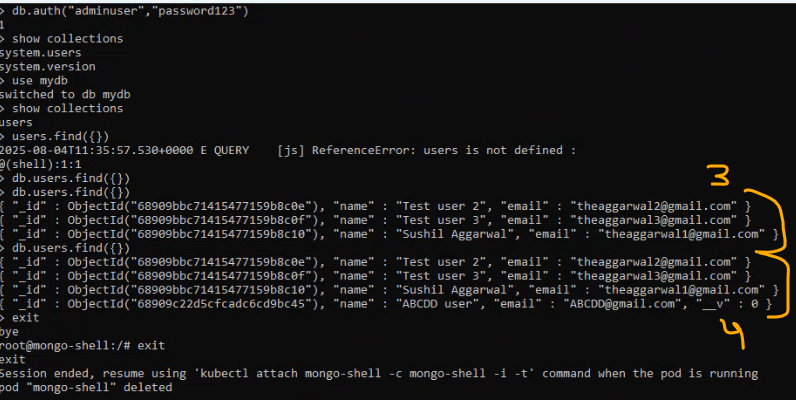 > db.auth("adminuser","password123")
1
> show collections
system.users
system.version
> use mydb
switched to db mydb
> show collections
users
> users.find({})
2025-08-04T11:35:57.530+0000 E QUERY    [js] ReferenceError: users is not defined :
@(shell):1:1
> db.users.find({})
> db.users.find({})
3
{ "_id" : ObjectId("68909bbc71415477159b8c0e"), "name" : "Test user 2", "email" : "theaggarwal2@gmail.com" }
{ "_id" : ObjectId("68909bbc71415477159b8c0f"), "name" : "Test user 3", "email" : "theaggarwal3@gmail.com" }
{ "_id" : ObjectId("68909bbc71415477159b8c10"), "name" : "Sushil Aggarwal", "email" : "theaggarwal1@gmail.com" }
> db.users.find({})
{ "_id" : ObjectId("68909bbc71415477159b8c0e"), "name" : "Test user 2", "email" : "theaggarwal2@gmail.com" }
{ "_id" : ObjectId("68909bbc71415477159b8c0f"), "name" : "Test user 3", "email" : "theaggarwal3@gmail.com" }
{ "_id" : ObjectId("68909bbc71415477159b8c10"), "name" : "Sushil Aggarwal", "email" : "theaggarwal1@gmail.com" }
{ "_id" : ObjectId("68909c22d5cfcadc6cd9bc45"), "name" : "ABCDD user", "email" : "ABCDD@gmail.com", "__v" : 0 }
> exit
bye
4
root@mongo-shell:/# exit
exit
Session ended, resume using 'kubectl attach mongo-shell -c mongo-shell -i -t' command when the pod is running
pod "mongo-shell" deleted